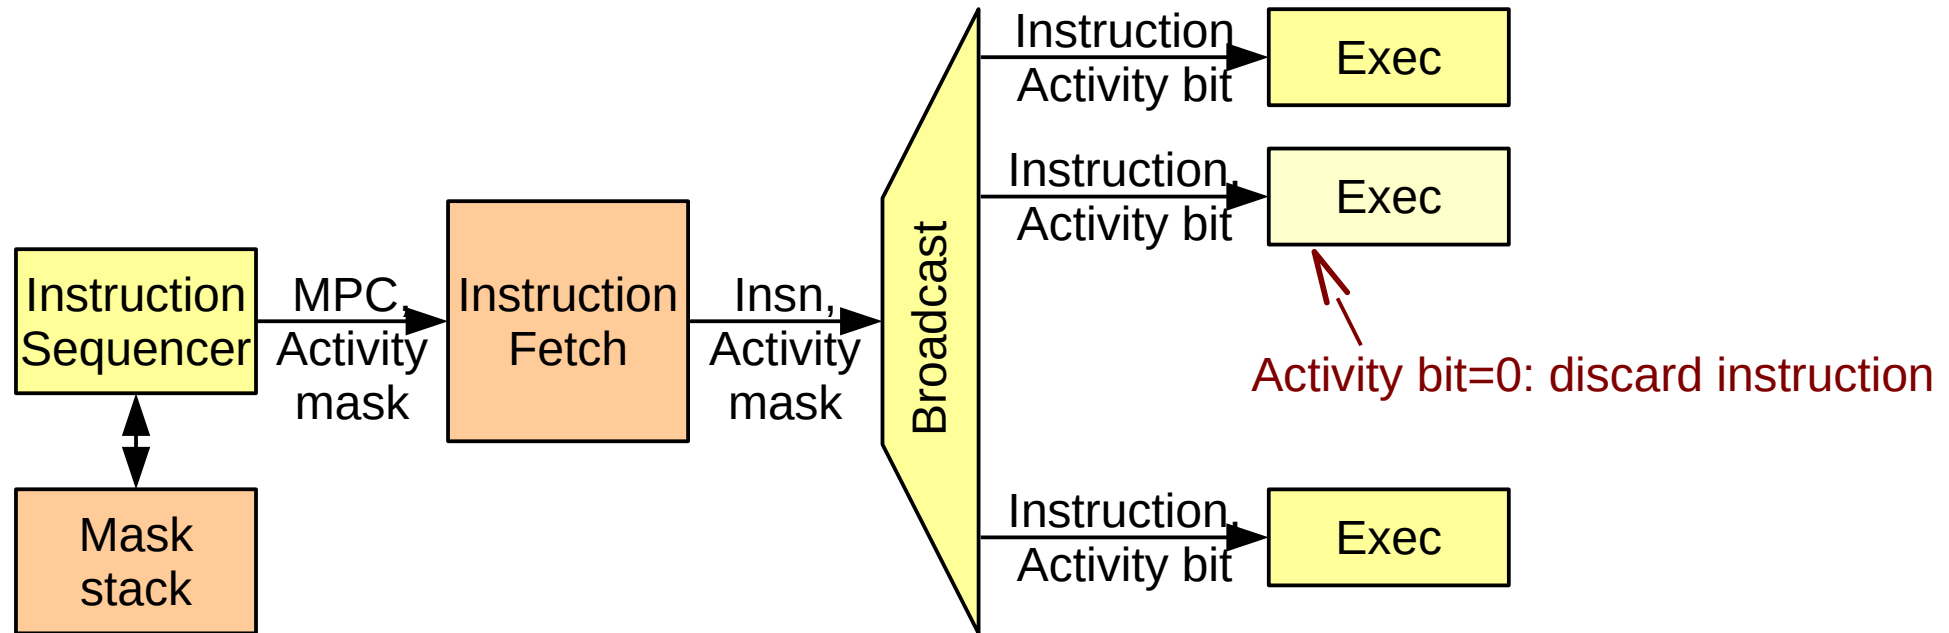 Instruction
Sequencer
Mask
stack
MPC,
Activity
mask
Instruction
Fetch
Insn,
Activity
mask
Broadcast
Instruction
Activity bit
Exec
Instruction,
Activity bit
Exec
Activity bit=0: discard instruction
Instruction,
Activity bit
Exec